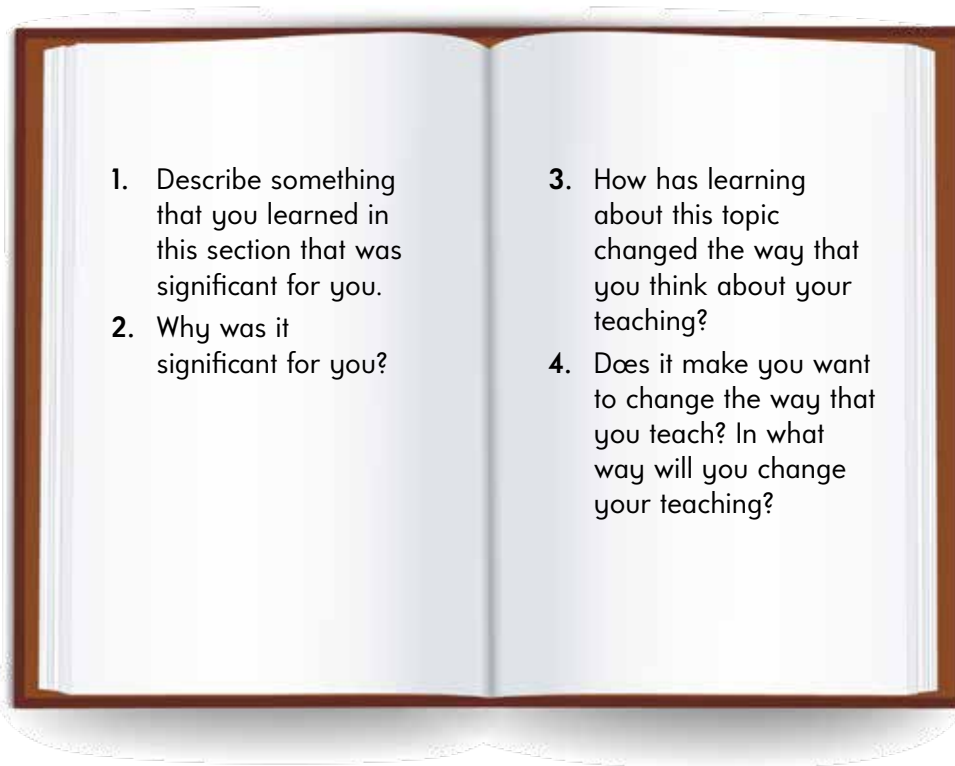 1. Describe something
that you learned in
this section that was
significant for you.
2. Why was it
significant for you?
3. How has learning
about this topic
changed the way that
you think about your
teaching?
4. Does it make you want
to change the way that
you teach? In what
way will you change
your teaching?